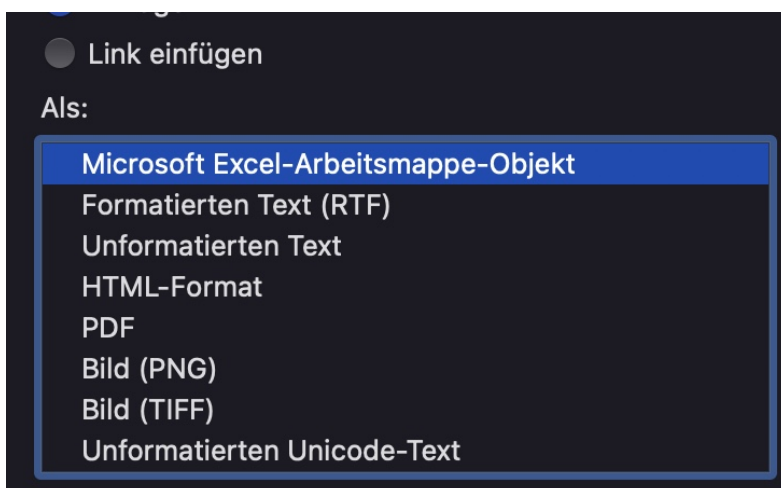 Link einfügen
Als:
Microsoft Excel-Arbeitsmappe-Objekt
Formatierten Text (RTF)
Unformatierten Text
HTML-Format
PDF
Bild (PNG)
Bild (TIFF)
Unformatierten Unicode-Text